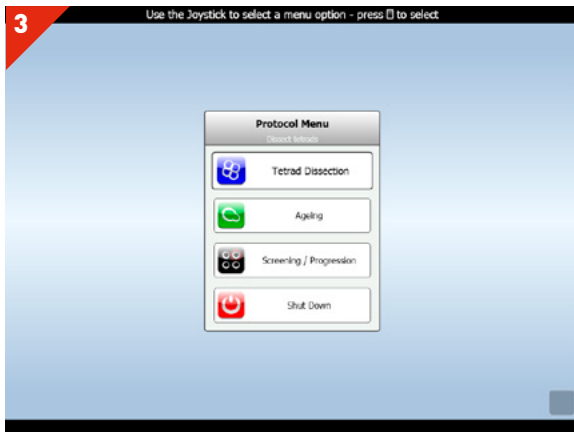 3
Use the Joystick to select a menu option - press ▯ to select
Protocol Menu
Dissect tetrads
Tetrad Dissection
Ageing
Screening / Progression
Shut Down